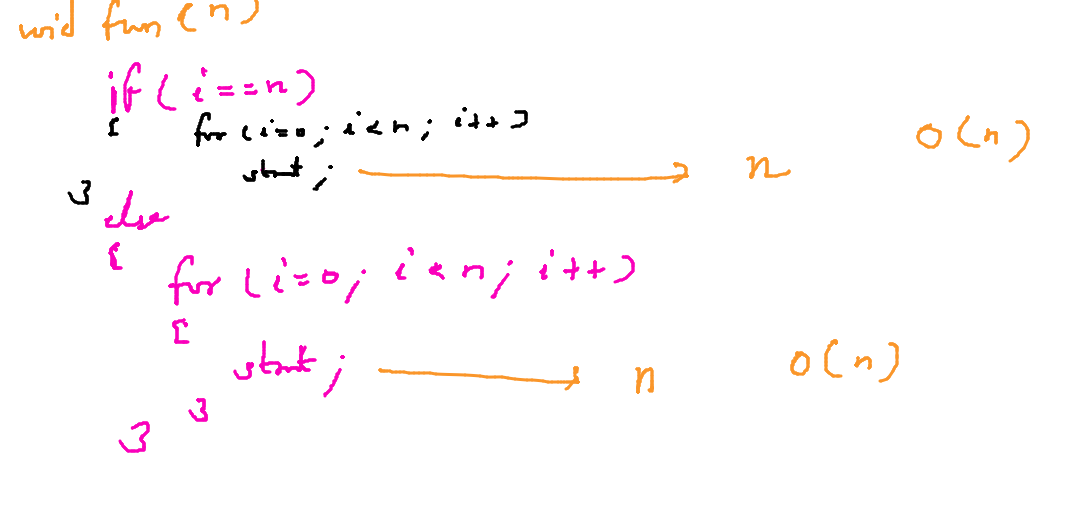 void fun (n)
if ( i==n)
{ for (i=0; i<n; i++)
stmt; n O(n)
}
else
{
for (i=0; i<n; i++)
{
stmt; n O(n)
}
}